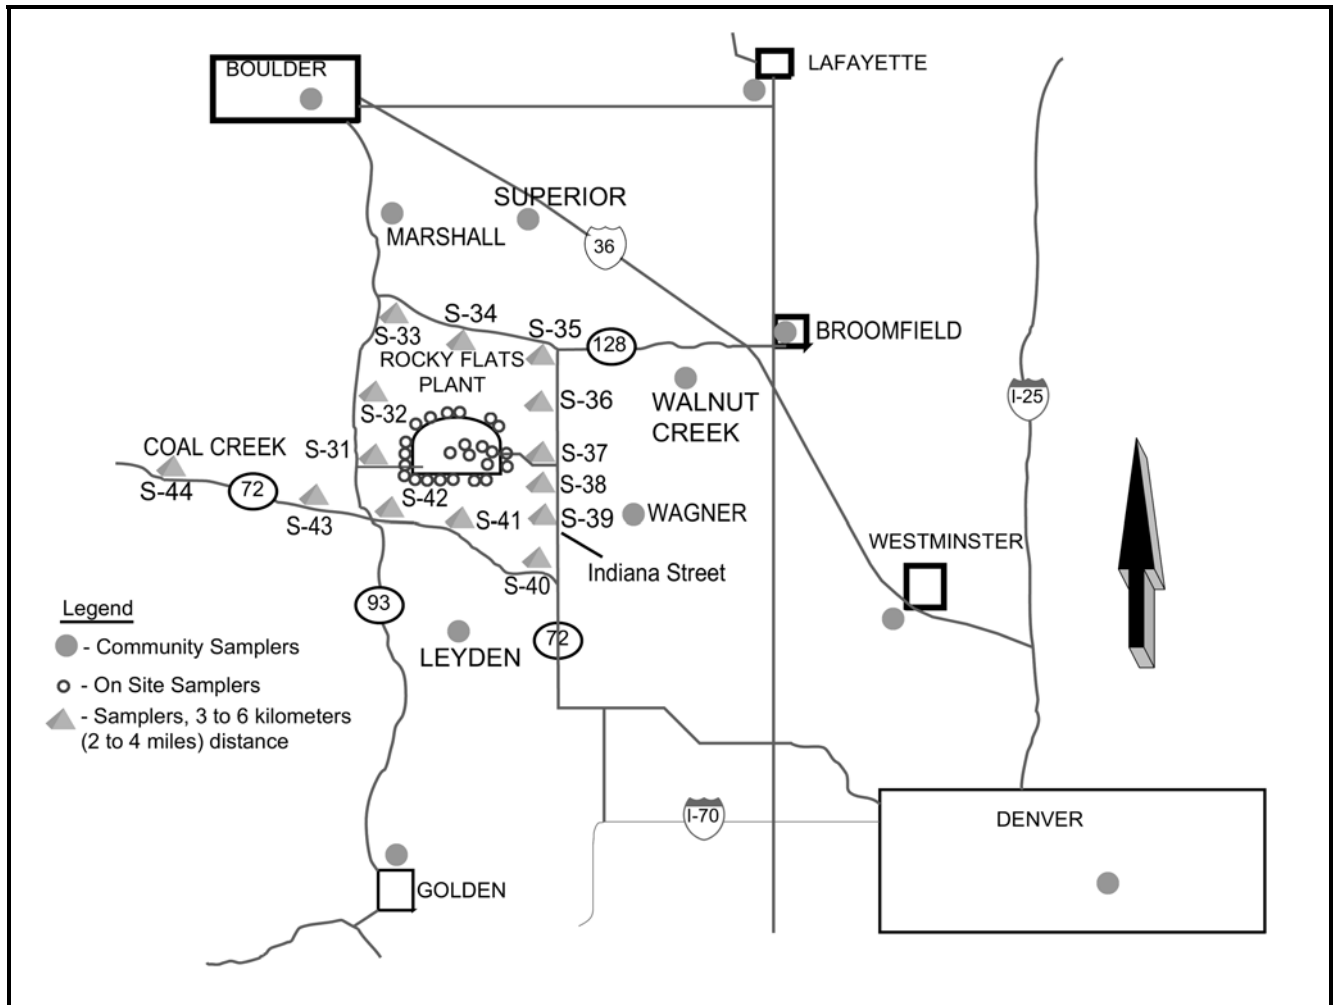 BOULDER
LAFAYETTE
SUPERIOR
MARSHALL
36
S-33
S-34
S-35
128
BROOMFIELD
ROCKY FLATS
PLANT
S-32
S-36
WALNUT
CREEK
I-25
COAL CREEK
S-31
S-37
S-44
72
S-42
S-38
S-43
S-41
S-39
WAGNER
WESTMINSTER
S-40
Indiana Street
93
Legend
- Community Samplers
- On Site Samplers
- Samplers, 3 to 6 kilometers
(2 to 4 miles) distance
LEYDEN
72
I-70
DENVER
GOLDEN